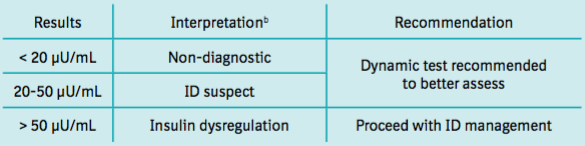 Results Interpretationᵇ Recommendation
< 20 µU/mL Non-diagnostic
Dynamic test recommended
to better assess
20-50 µU/mL ID suspect
> 50 µU/mL Insulin dysregulation Proceed with ID management